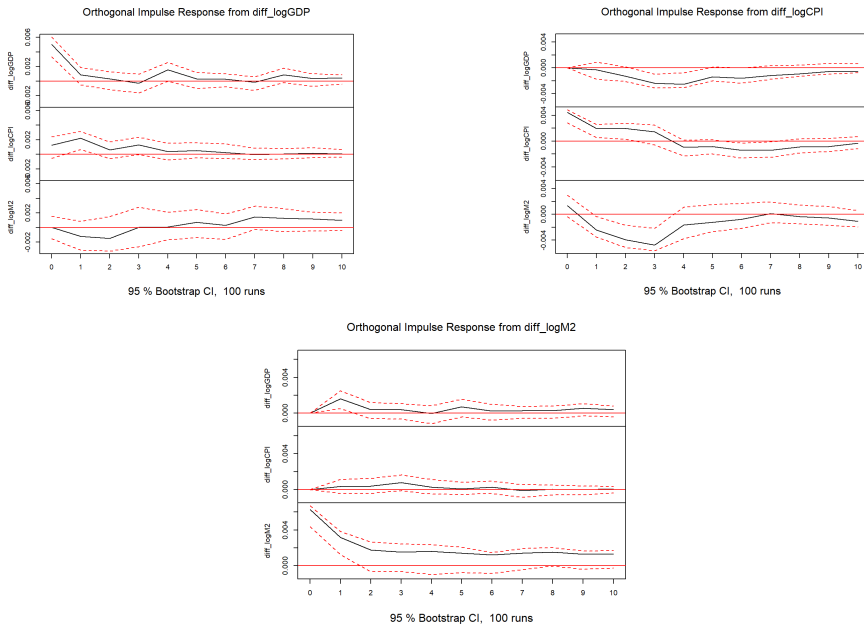 Orthogonal Impulse Response from diff_logGDP
diff_logGDP
0.006
0.002
diff_logCPI
0.002
diff_logM2
0.002
-0.002
0 1 2 3 4 5 6 7 8 9 10
95 % Bootstrap CI, 100 runs
Orthogonal Impulse Response from diff_logCPI
diff_logGDP
0.004
0.000
-0.004
diff_logCPI
0.004
0.000
-0.004
diff_logM2
0.004
0.000
-0.004
0 1 2 3 4 5 6 7 8 9 10
95 % Bootstrap CI, 100 runs
Orthogonal Impulse Response from diff_logM2
diff_logGDP
0.004
0.000
diff_logCPI
0.004
0.000
diff_logM2
0.004
0.000
0 1 2 3 4 5 6 7 8 9 10
95 % Bootstrap CI, 100 runs